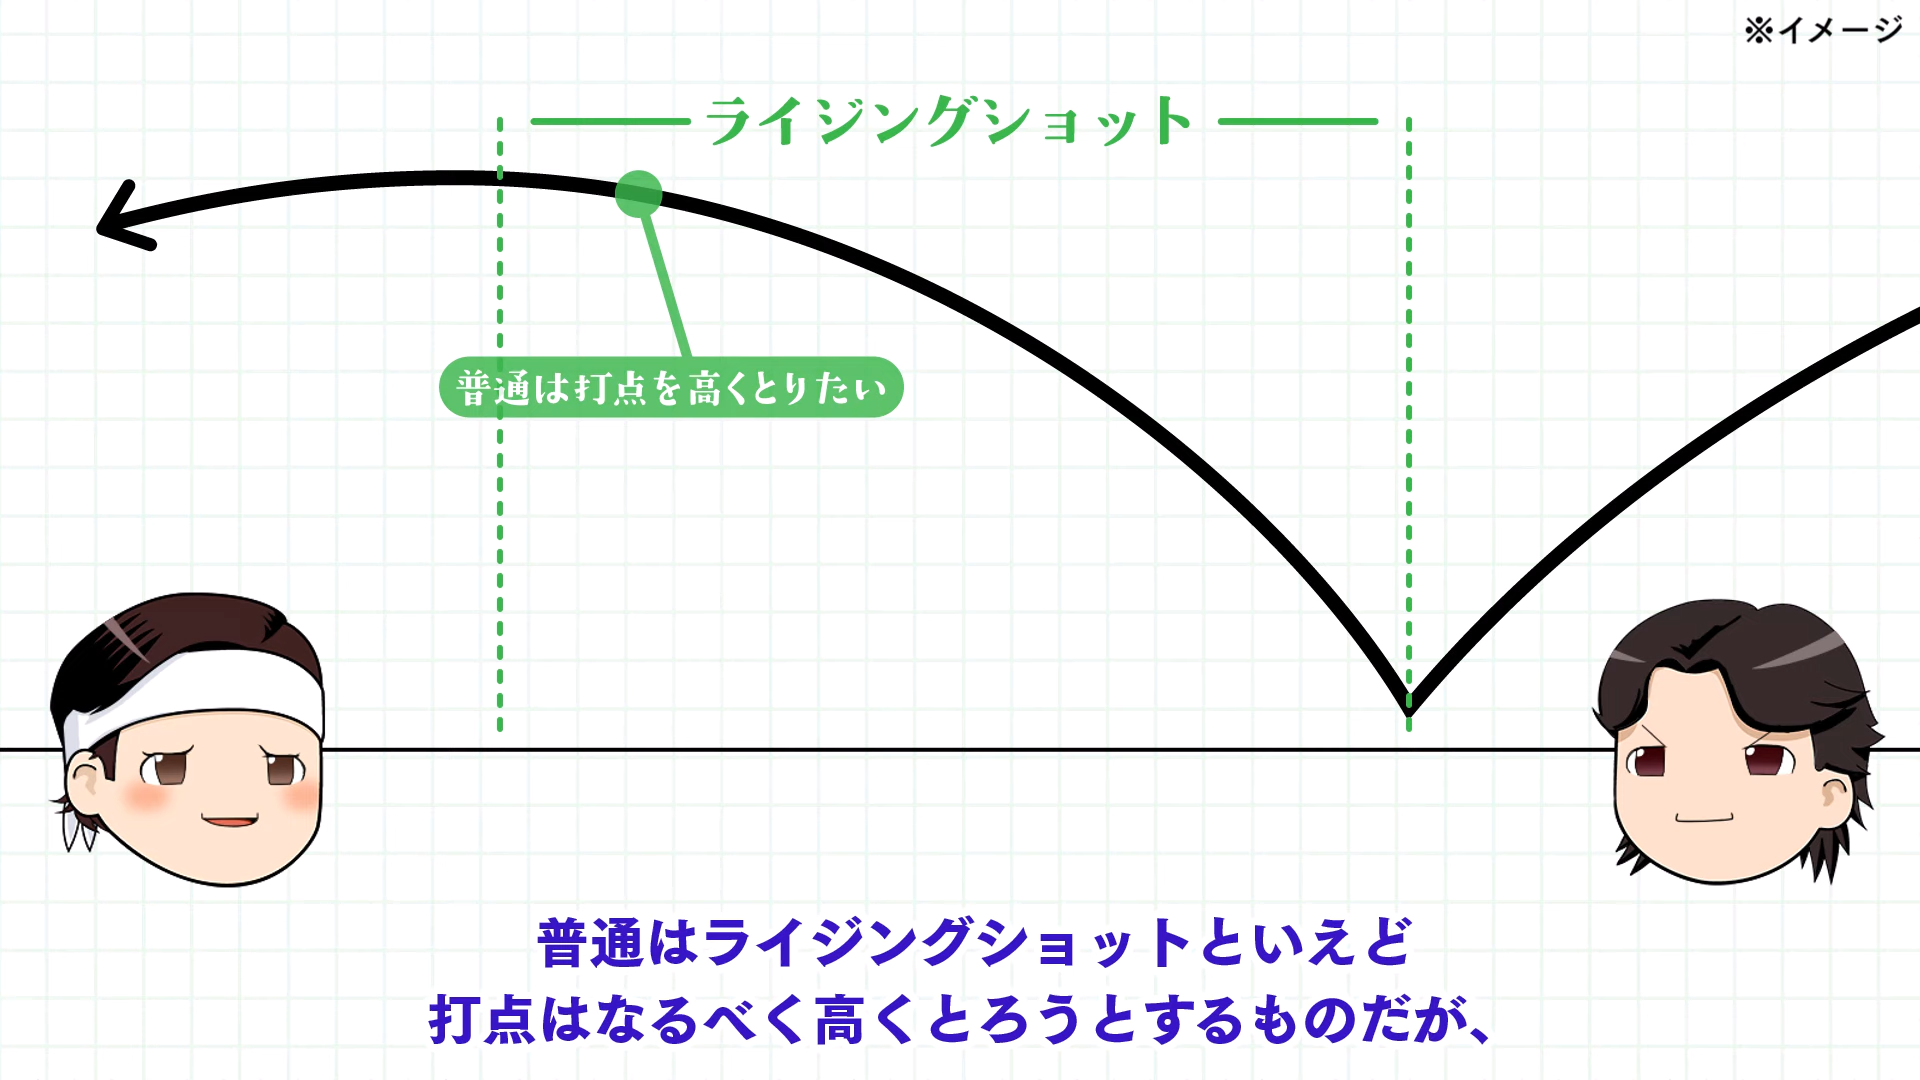 ※イメージ
ライジングショット
普通は打点を高くとりたい
普通はライジングショットといえど
打点はなるべく高くとろうとするものだが、